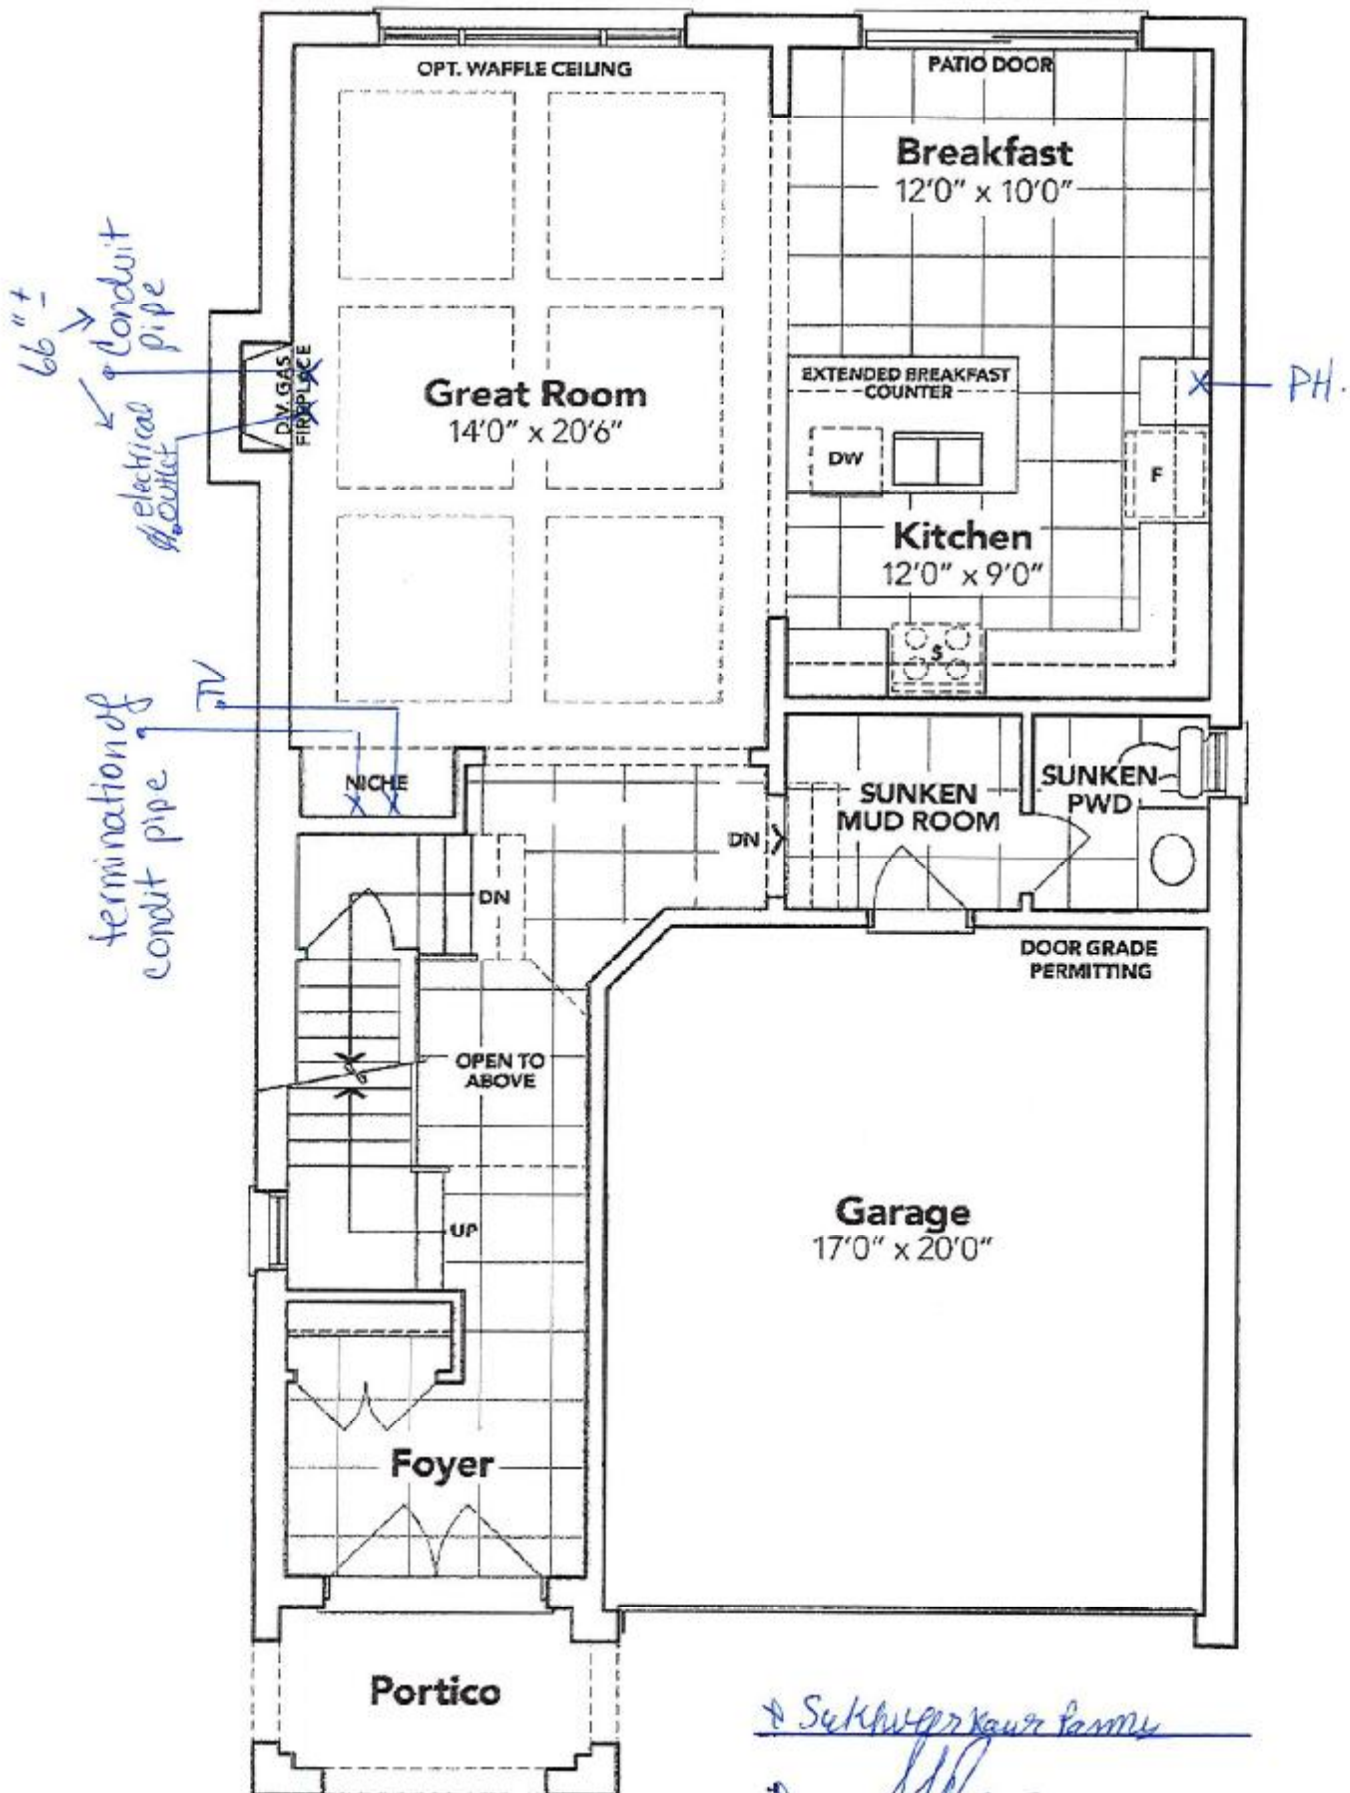 OPT. WAFFLE CEILING
PATIO DOOR
Breakfast
12'0" x 10'0"
66" ±
Conduit
pipe
D.V. GAS
FIREPLACE
electrical
outlet
Great Room
14'0" x 20'6"
EXTENDED BREAKFAST
COUNTER
PH.
DW
F
Kitchen
12'0" x 9'0"
S
TV
termination of
condit pipe
NICHE
SUNKEN
MUD ROOM
SUNKEN
PWD
DN
DN
DOOR GRADE
PERMITTING
OPEN TO
ABOVE
UP
Garage
17'0" x 20'0"
Foyer
Portico